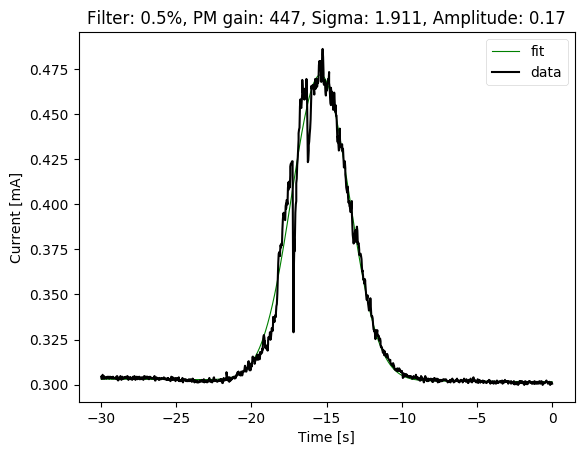 Filter: 0.5%, PM gain: 447, Sigma: 1.911, Amplitude: 0.17
fit
data
0.475
0.450
0.425
0.400
0.375
0.350
0.325
0.300
Current [mA]
−30 −25 −20 −15 −10 −5 0
Time [s]